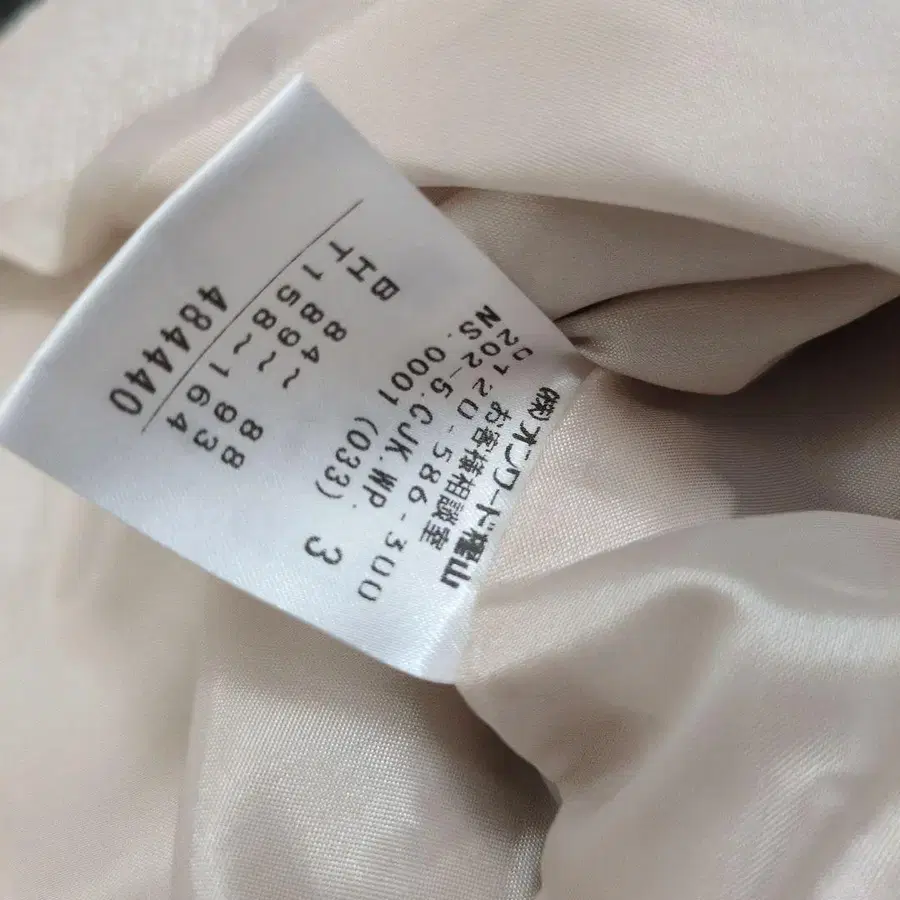 ㈱オンワード樫山
お客様相談室
0120-586-300
202-5.CJK.WP.
NS.0001(033) 3
B 84~88
H 89~93
T158~164
484440